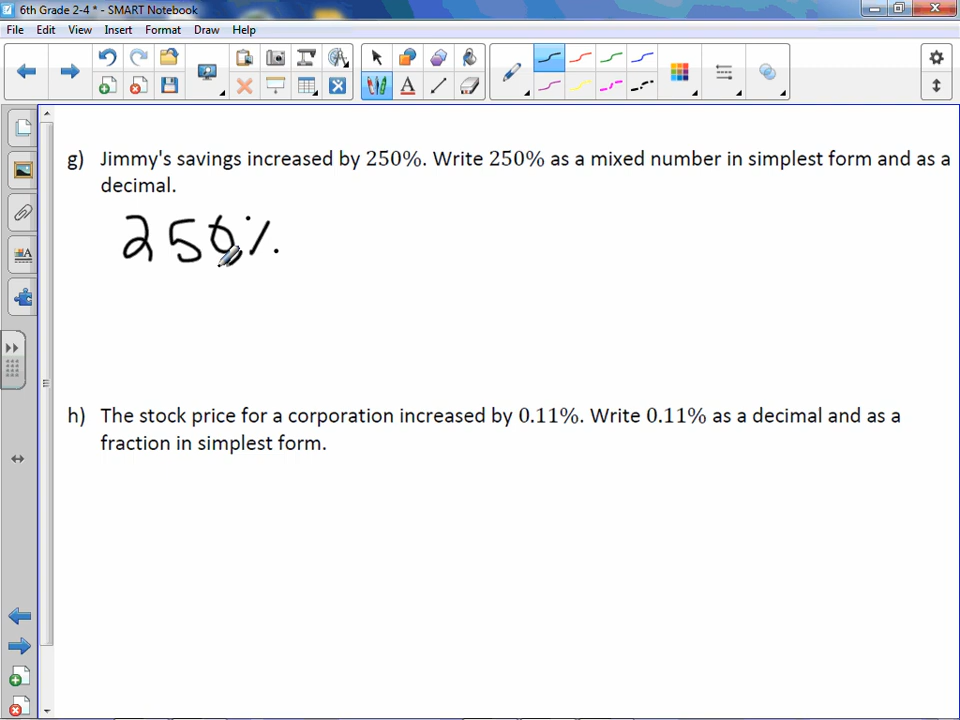 6th Grade 2-4 * - SMART Notebook
File Edit View Insert Format Draw Help
g) Jimmy's savings increased by 250%. Write 250% as a mixed number in simplest form and as a
decimal.
250%
h) The stock price for a corporation increased by 0.11%. Write 0.11% as a decimal and as a
fraction in simplest form.